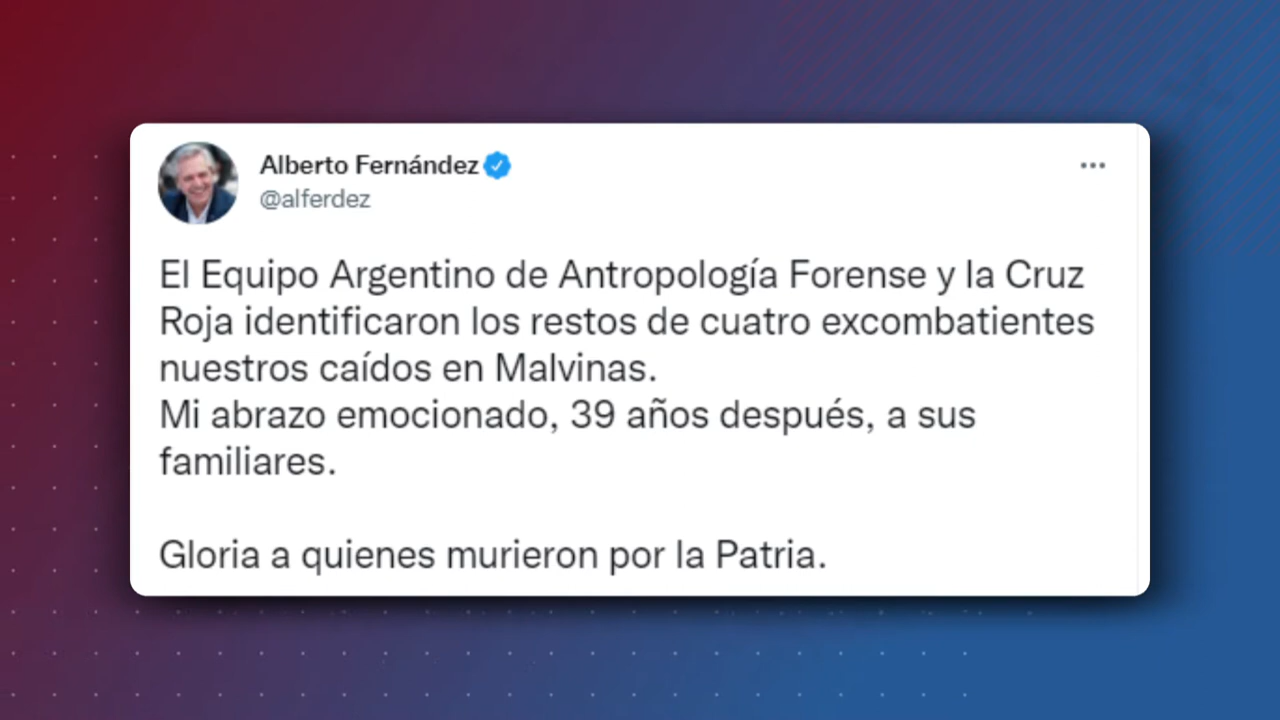 Alberto Fernández
@alferdez
El Equipo Argentino de Antropología Forense y la Cruz
Roja identificaron los restos de cuatro excombatientes
nuestros caídos en Malvinas.
Mi abrazo emocionado, 39 años después, a sus
familiares.
Gloria a quienes murieron por la Patria.